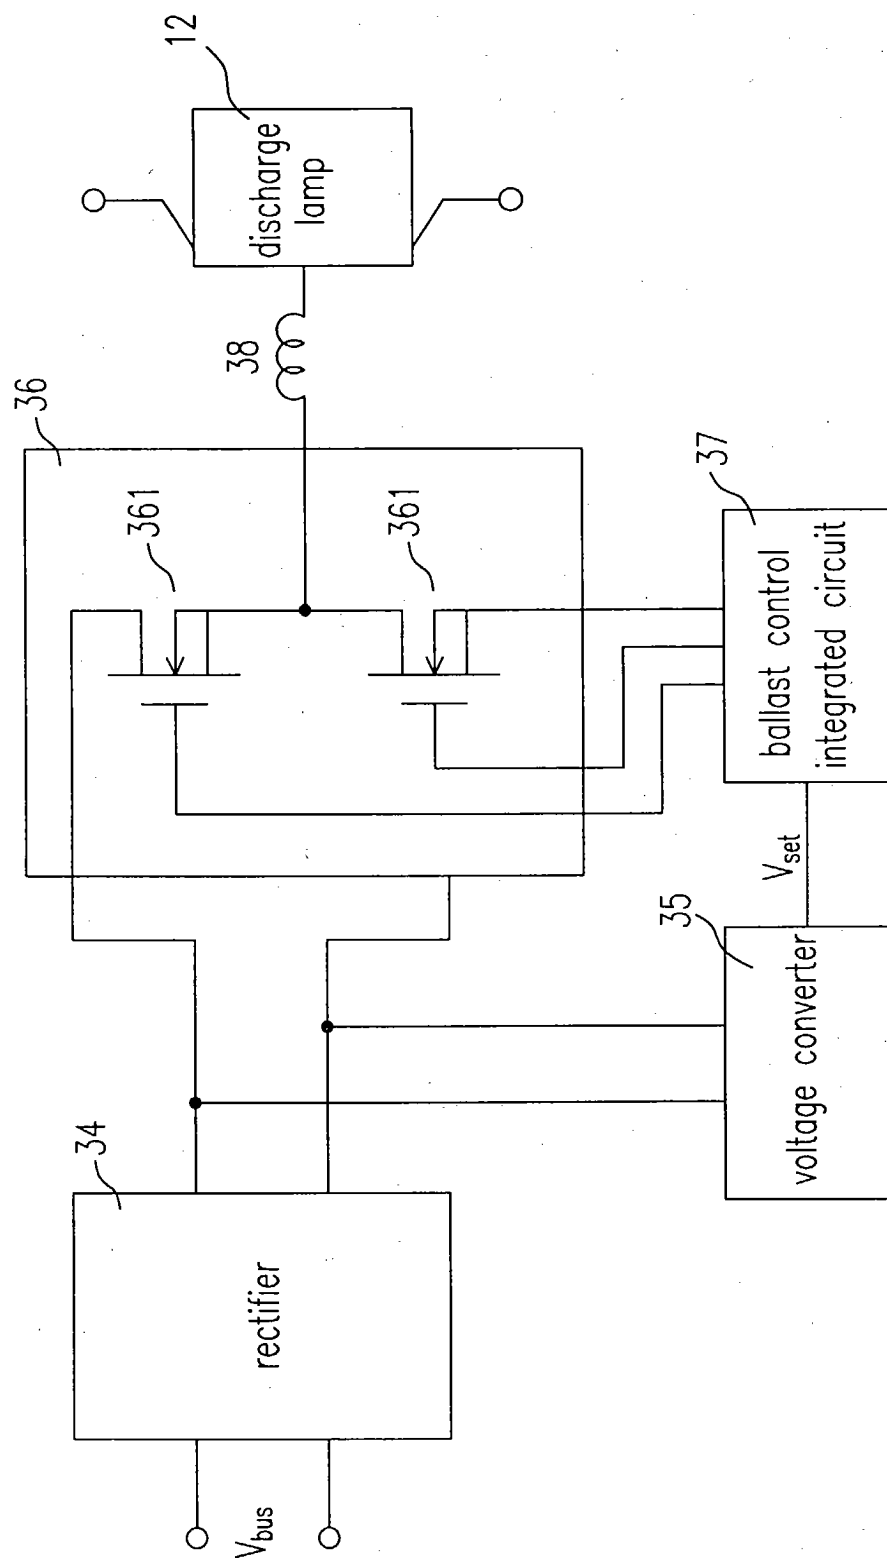 36
12
361
361
38
discharge
lamp
34
rectifier
V_bus
35
voltage converter
V_set
37
ballast control
integrated circuit